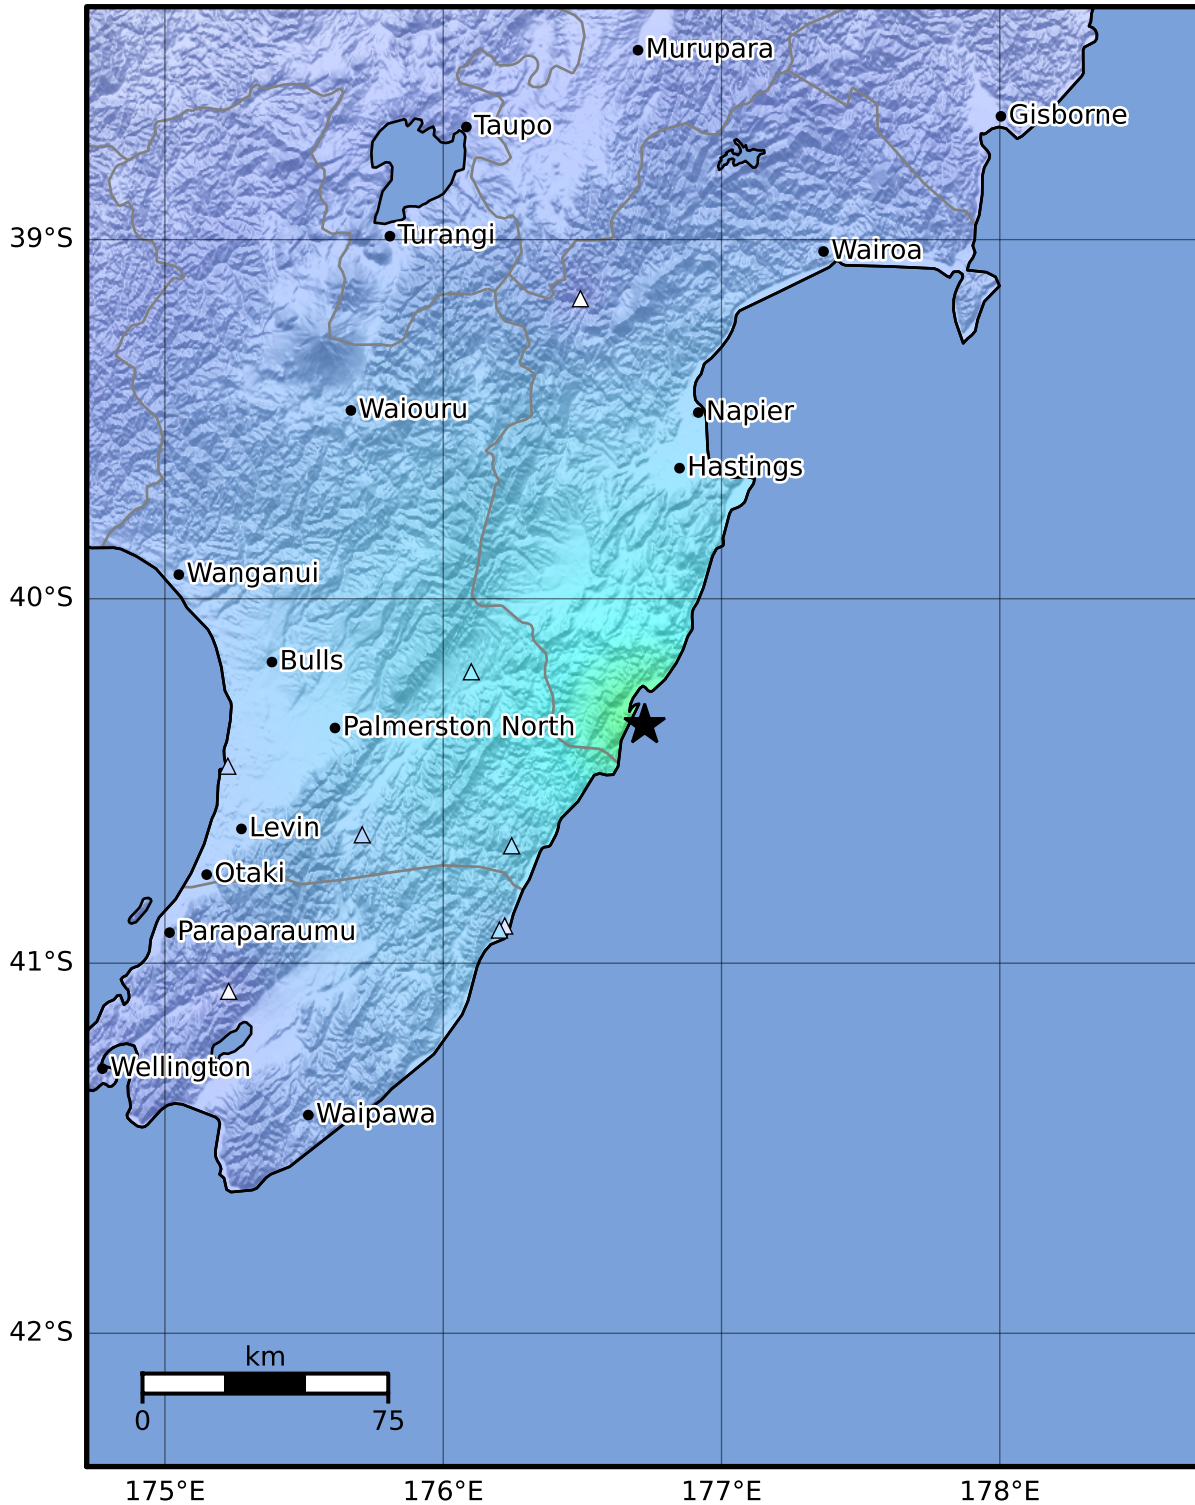 Murupara
Gisborne
Taupo
Turangi
39°S
Wairoa
Waiouru
Napier
Hastings
Wanganui
40°S
Bulls
Palmerston North
Levin
Otaki
Paraparaumu
41°S
Wellington
Waipawa
42°S
km
0
75
175°E
176°E
177°E
178°E